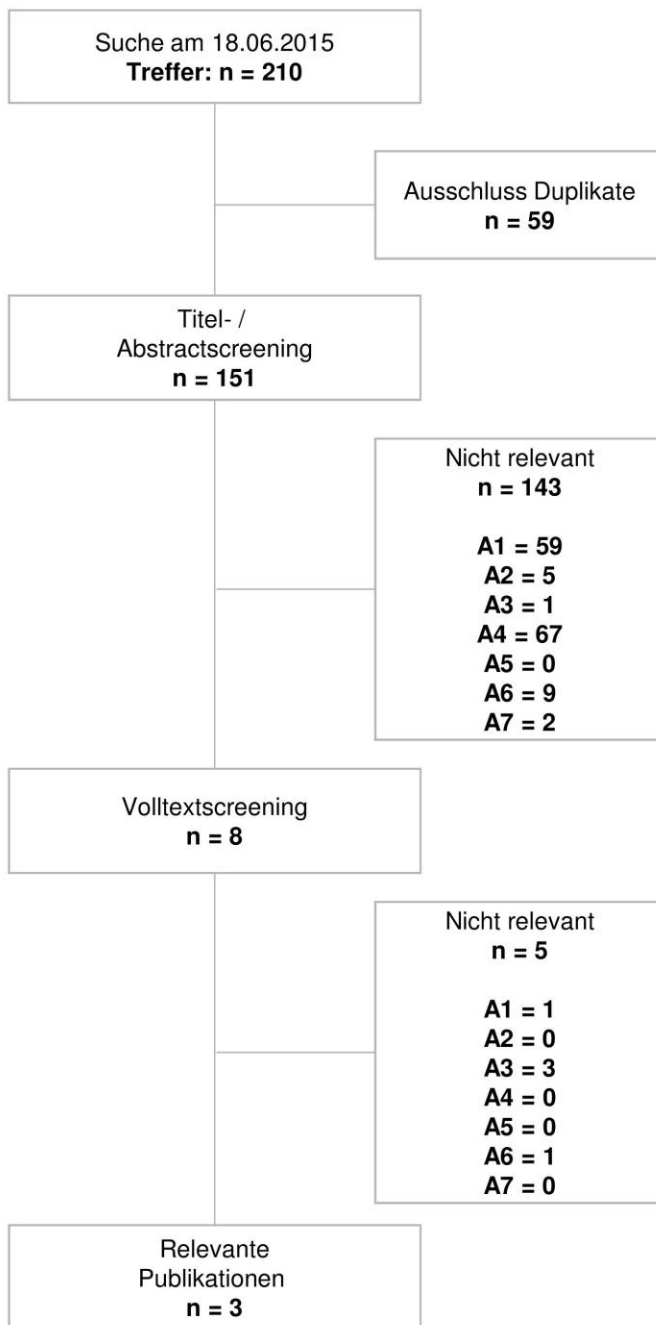 Suche am 18.06.2015
Treffer: n = 210
Ausschluss Duplikate
n = 59
Titel- /
Abstractscreening
n = 151
Nicht relevant
n = 143
A1 = 59
A2 = 5
A3 = 1
A4 = 67
A5 = 0
A6 = 9
A7 = 2
Volltextscreening
n = 8
Nicht relevant
n = 5
A1 = 1
A2 = 0
A3 = 3
A4 = 0
A5 = 0
A6 = 1
A7 = 0
Relevante
Publikationen
n = 3